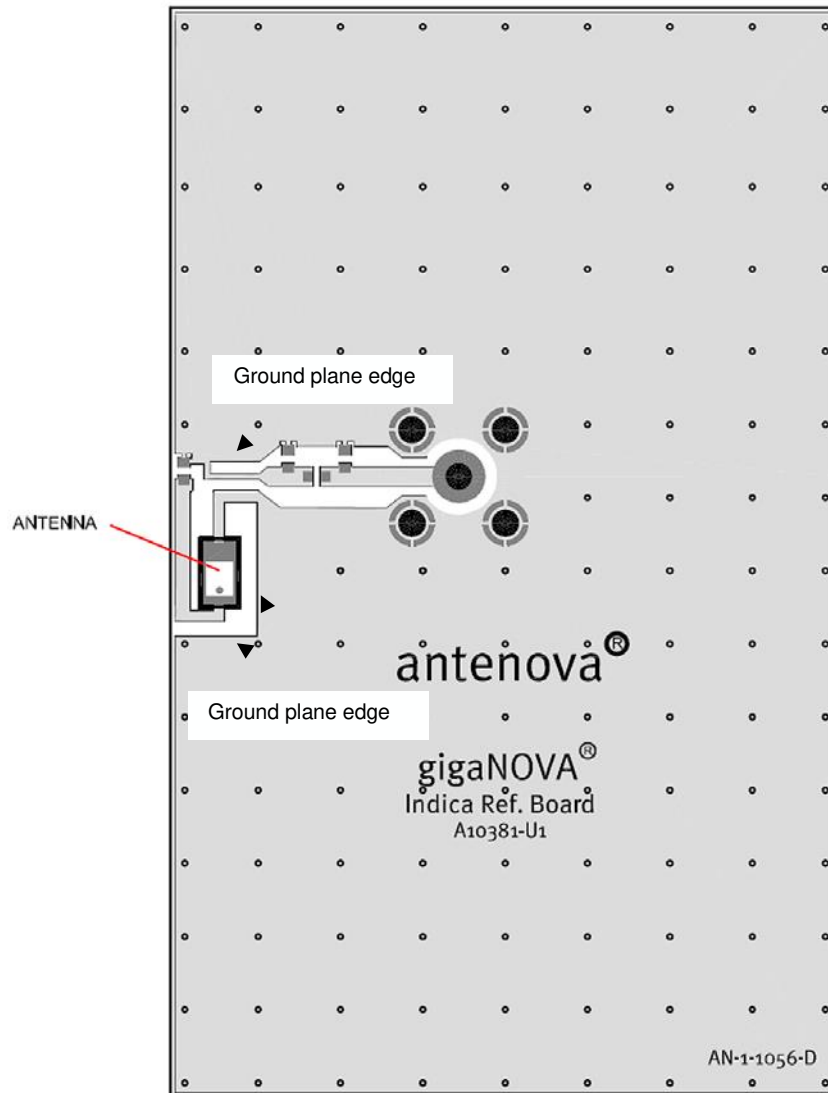 Ground plane edge
ANTENNA
antenova®
Ground plane edge
gigaNOVA®
Indica Ref. Board
A10381-U1
AN-1-1056-D